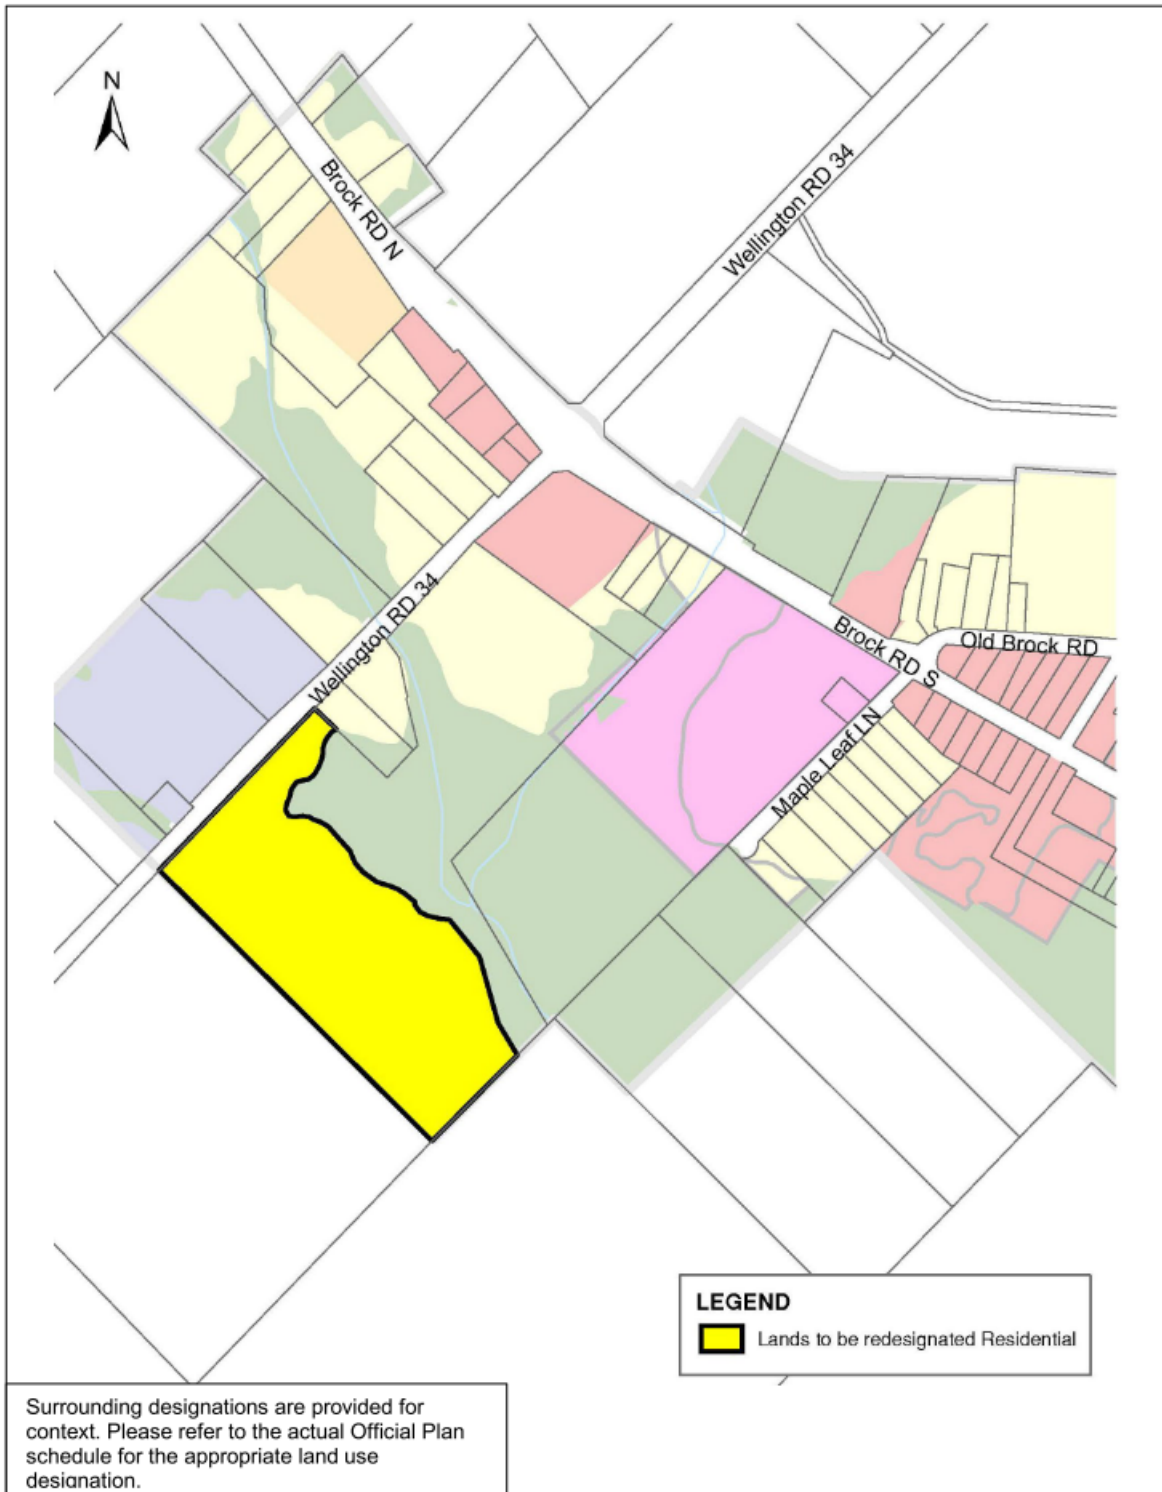 N
Brock RD N
Wellington RD 34
Wellington RD 34
Brock RD S
Old Brock RD
Maple Leaf LN
LEGEND
Lands to be redesignated Residential
Surrounding designations are provided for
context. Please refer to the actual Official Plan
schedule for the appropriate land use
designation.